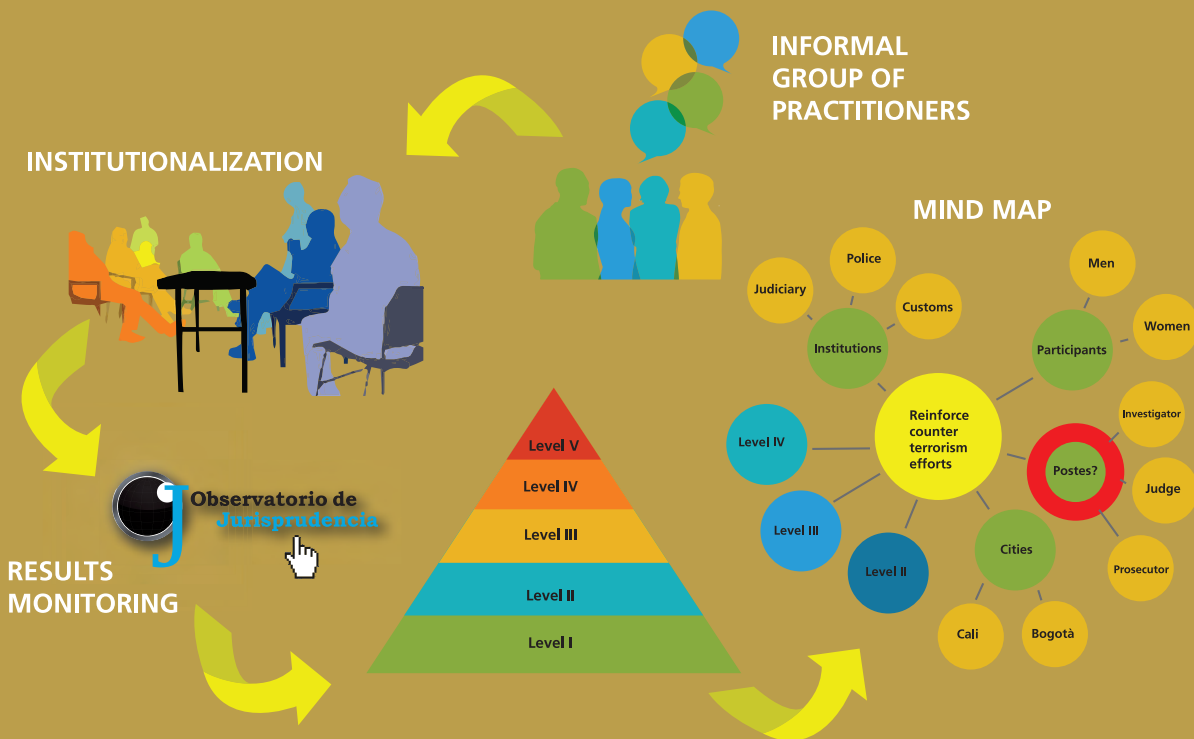 INFORMAL
GROUP OF
PRACTITIONERS
INSTITUTIONALIZATION
Observatorio de
Jurisprudencia
RESULTS
MONITORING
Level V
Level IV
Level III
Level II
Level I
MIND MAP
Judiciary
Police
Customs
Institutions
Men
Women
Participants
Reinforce
counter
terrorism
efforts
Level IV
Level III
Level II
Investigator
Postes?
Judge
Prosecutor
Cities
Cali
Bogotà